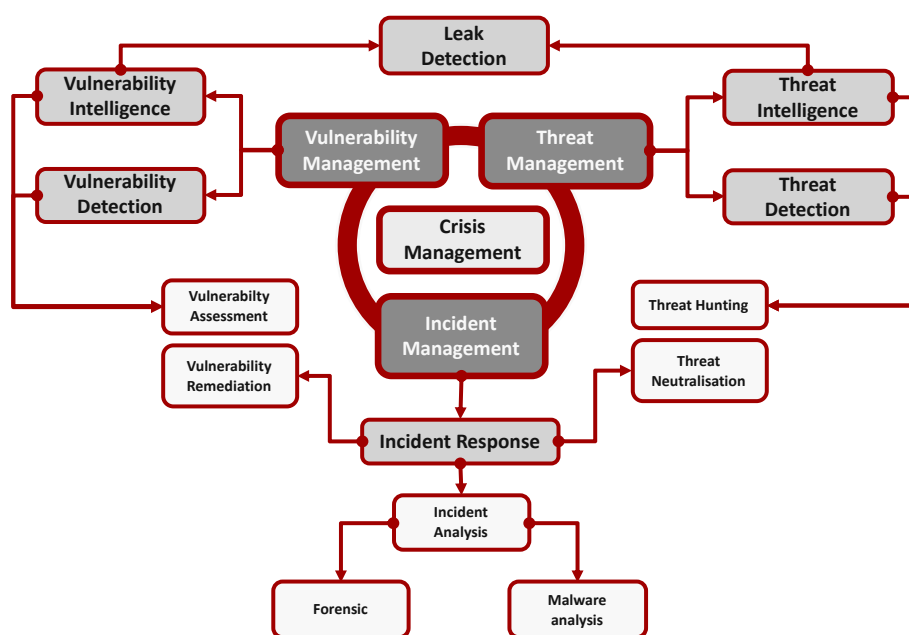 Leak
Detection
Vulnerability
Intelligence
Threat
Intelligence
Vulnerability
Management
Threat
Management
Vulnerability
Detection
Threat
Detection
Crisis
Management
Vulnerabilty
Assessment
Threat Hunting
Incident
Management
Vulnerability
Remediation
Threat
Neutralisation
Incident Response
Incident
Analysis
Forensic
Malware
analysis